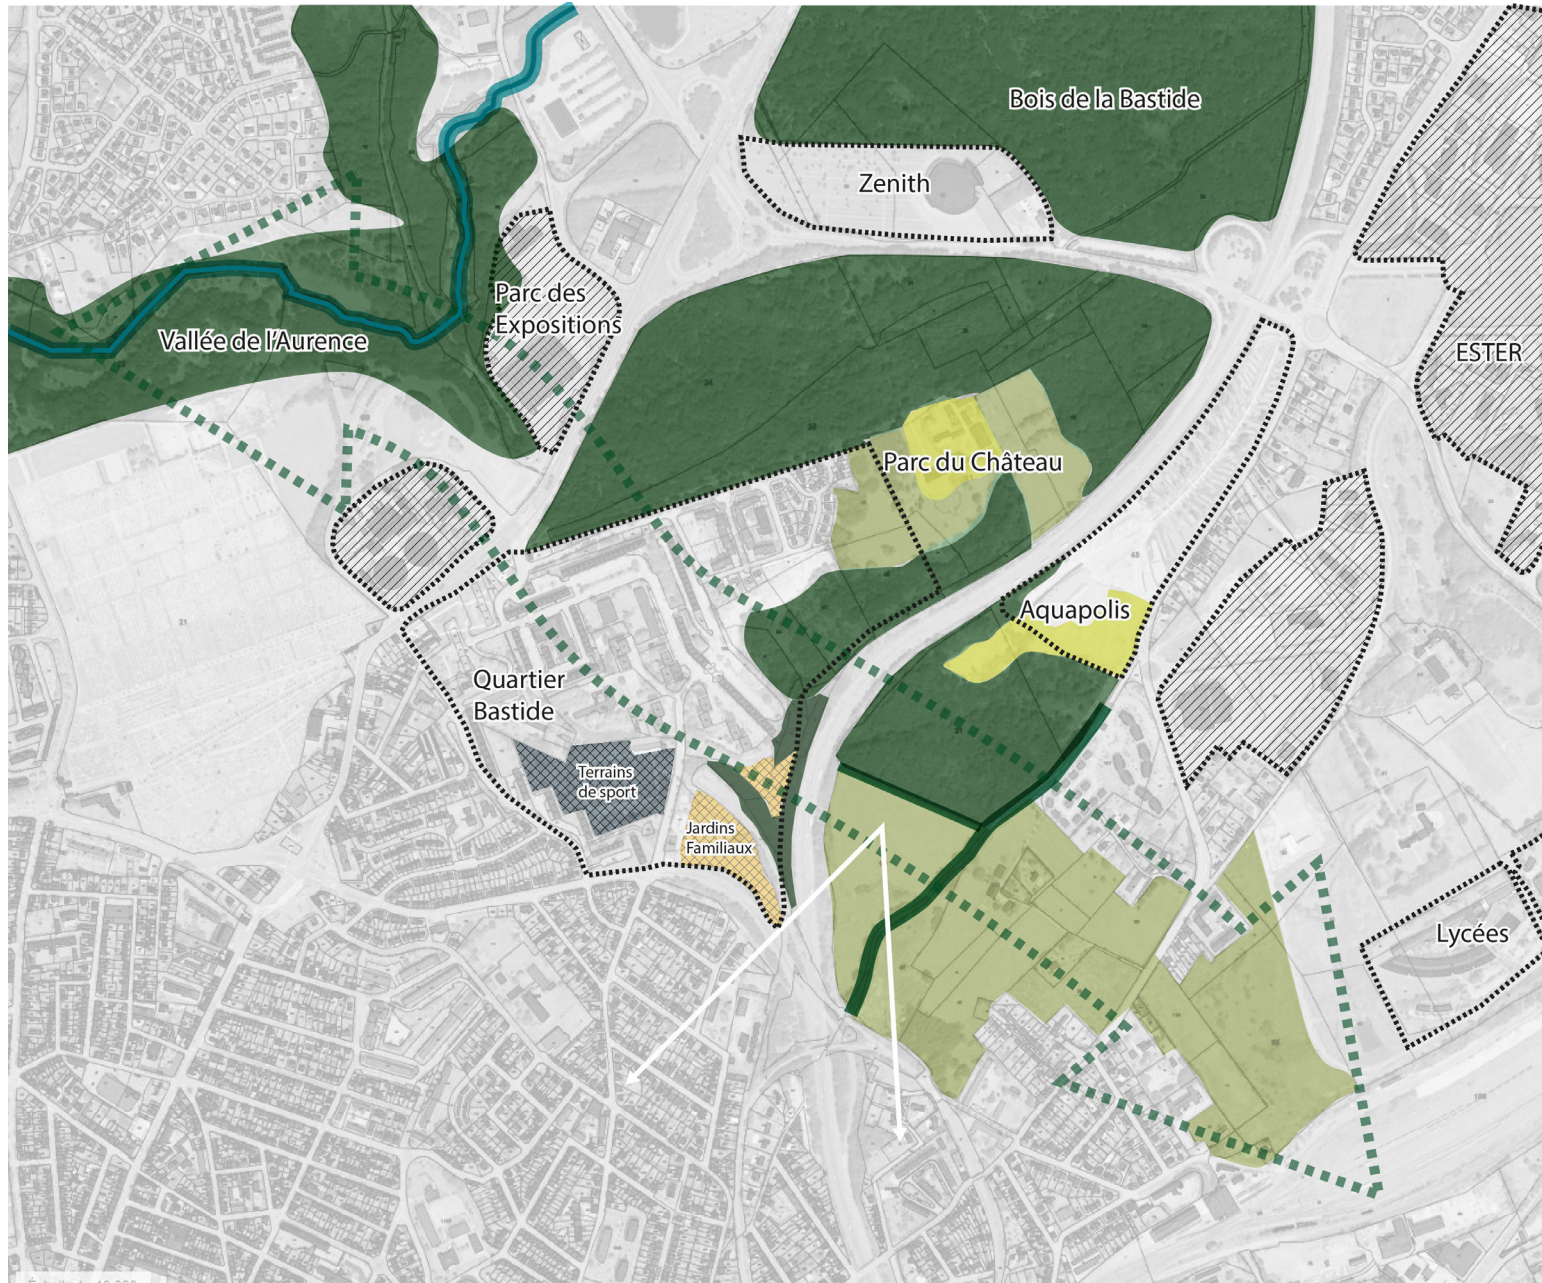 Bois de la Bastide
Zenith
Parc des
Expositions
Vallée de l'Aurence
ESTER
Parc du Château
Aquapolis
Quartier
Bastide
Terrains
de sport
Jardins
Familiaux
Lycées